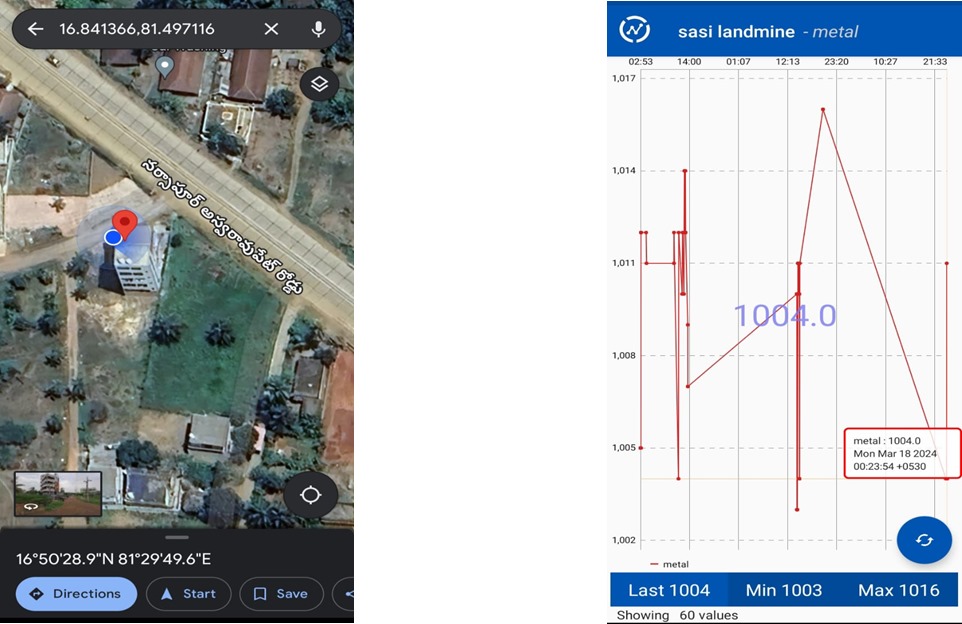 16.841366,81.497116
Car Washing
నర్సాపూర్ అశ్వరావుపేట్ రోడ్డు
16°50'28.9"N 81°29'49.6"E
Directions
Start
Save
sasi landmine - metal
02:53 14:00 01:07 12:13 23:20 10:27 21:33
1,017
1,014
1,011
1,008
1,005
1,002
1004.0
metal : 1004.0
Mon Mar 18 2024
00:23:54 +0530
metal
Last 1004 Min 1003 Max 1016
Showing 60 values